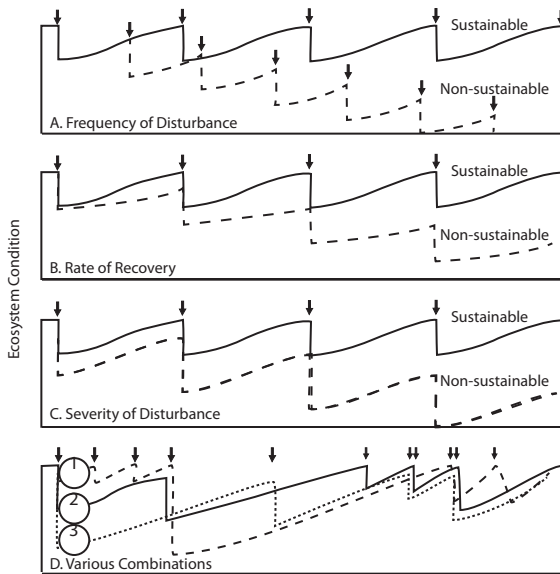 Sustainable
Non-sustainable
A. Frequency of Disturbance
Sustainable
Non-sustainable
B. Rate of Recovery
Sustainable
Non-sustainable
C. Severity of Disturbance
1
2
3
D. Various Combinations
Ecosystem Condition